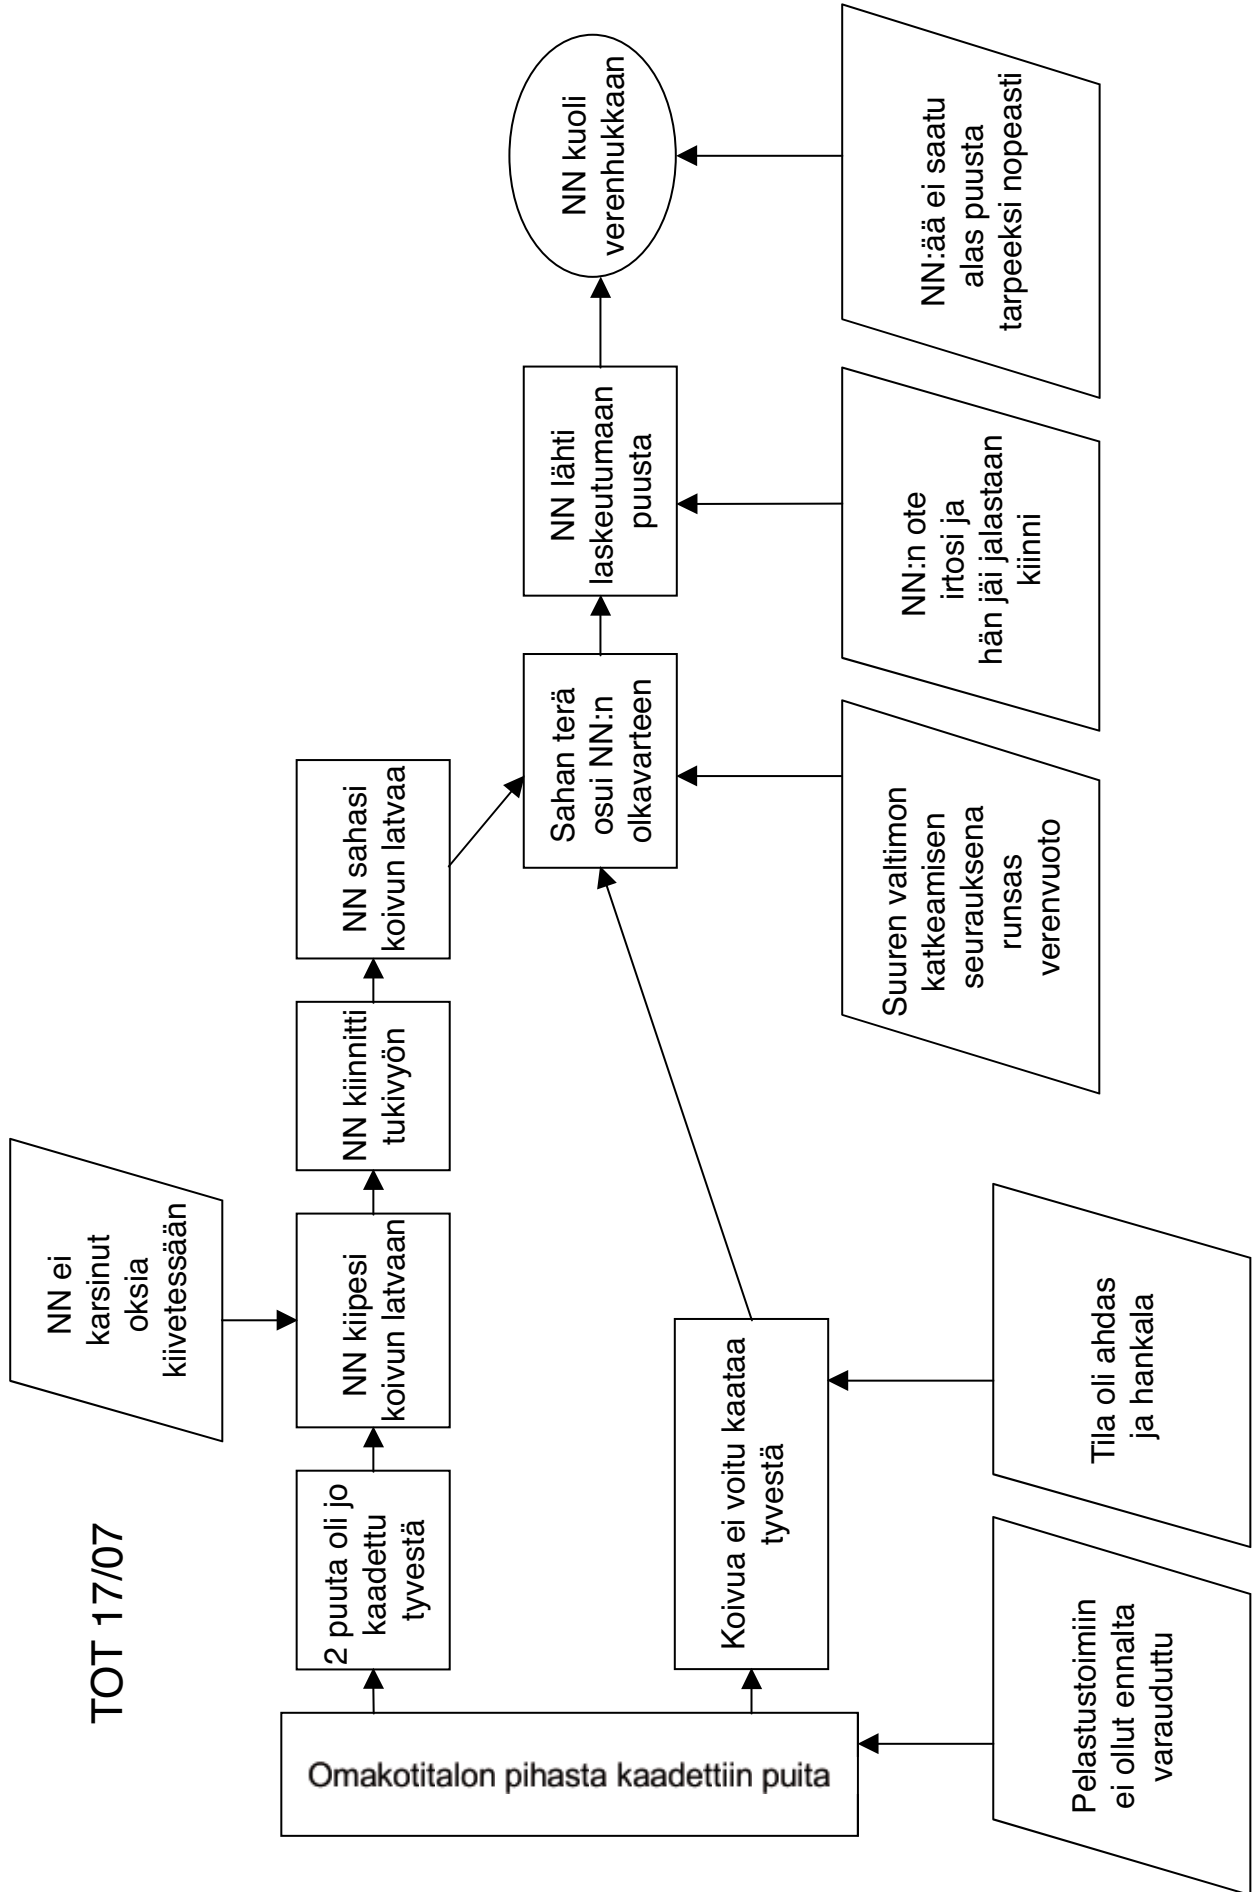 TOT 17/07
NN ei
karsinut
oksia
kiivetessään
2 puuta oli jo
kaadettu
tyvestä
NN kiipesi
koivun latvaan
NN kiinnitti
tukivyön
NN sahasi
koivun latvaa
Omakotitalon pihasta kaadettiin puita
Koivua ei voitu kaataa
tyvestä
Sahan terä
osui NN:n
olkavarteen
NN lähti
laskeutumaan
puusta
NN kuoli
verenhukkaan
Pelastustoimiin
ei ollut ennalta
varauduttu
Tila oli ahdas
ja hankala
Suuren valtimon
katkeamisen
seurauksena
runsas
verenvuoto
NN:n ote
irtosi ja
hän jäi jalastaan
kiinni
NN:ää ei saatu
alas puusta
tarpeeksi nopeasti